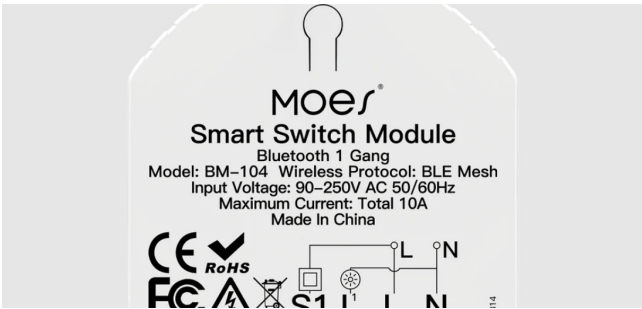 MOES
Smart Switch Module
Bluetooth 1 Gang
Model: BM-104 Wireless Protocol: BLE Mesh
Input Voltage: 90-250V AC 50/60Hz
Maximum Current: Total 10A
Made In China
CE RoHS L N
FC S1 L1 L N